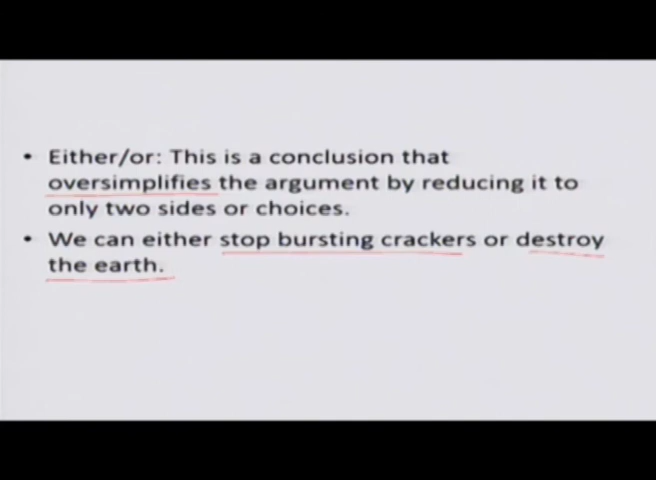 • Either/or: This is a conclusion that
oversimplifies the argument by reducing it to
only two sides or choices.
• We can either stop bursting crackers or destroy
the earth.